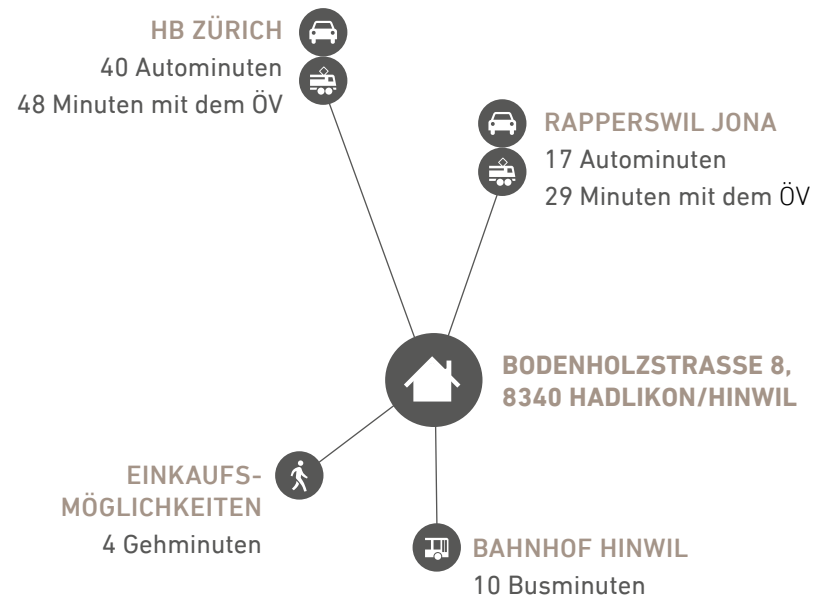 HB ZÜRICH
40 Autominuten
48 Minuten mit dem ÖV
RAPPERSWIL JONA
17 Autominuten
29 Minuten mit dem ÖV
BODENHOLZSTRASSE 8,
8340 HADLIKON/HINWIL
EINKAUFS-
MÖGLICHKEITEN
4 Gehminuten
BAHNHOF HINWIL
10 Busminuten